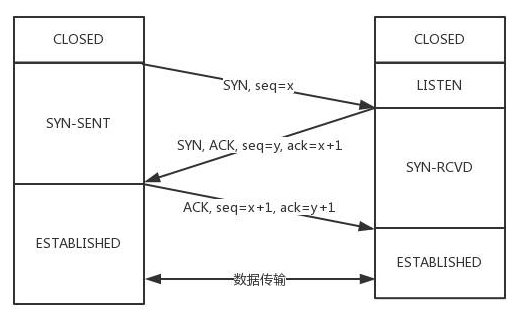 CLOSED
CLOSED
SYN, seq=x
LISTEN
SYN-SENT
SYN, ACK, seq=y, ack=x+1
SYN-RCVD
ACK, seq=x+1, ack=y+1
ESTABLISHED
ESTABLISHED
数据传输